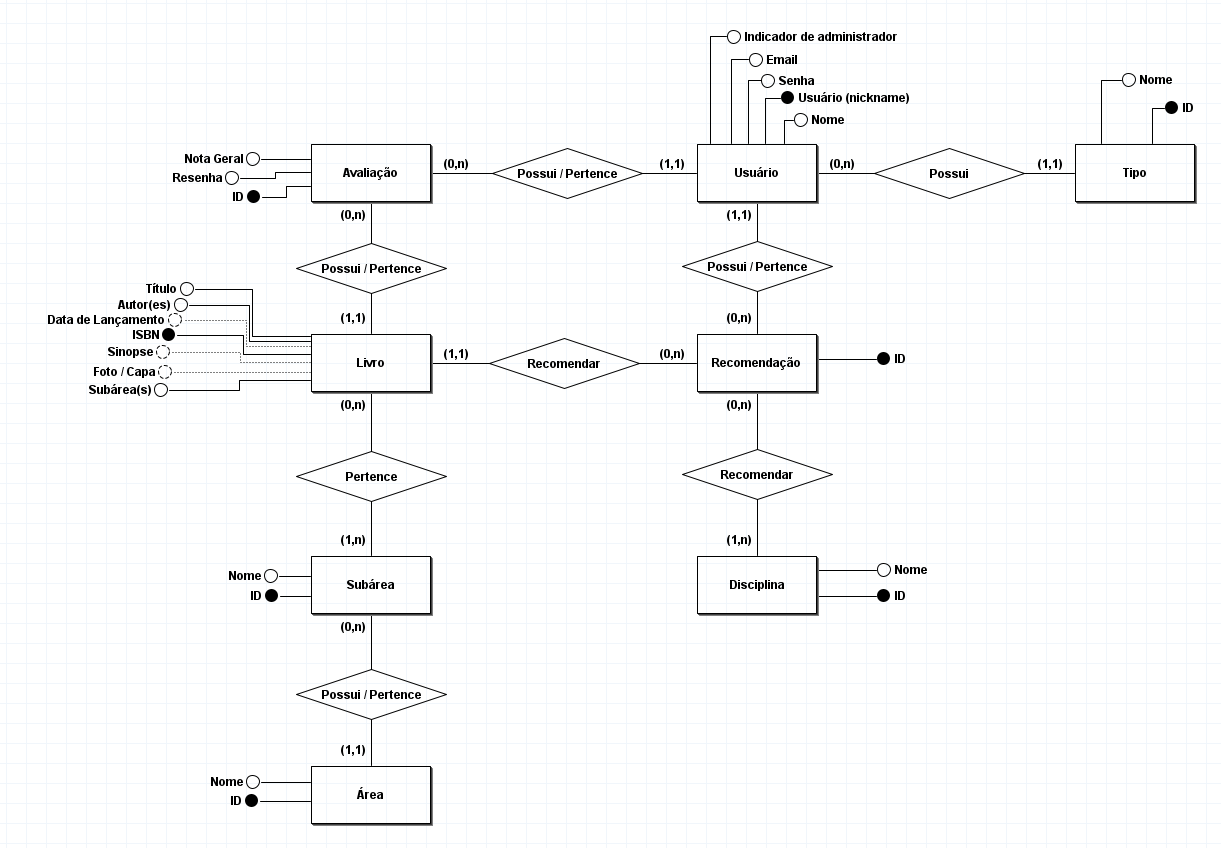 Indicador de administrador
Email
Senha
Usuário (nickname)
Nome
Nome
ID
Nota Geral
Resenha
ID
Avaliação
(0,n)
Possui / Pertence
(1,1)
Usuário
(0,n)
Possui
(1,1)
Tipo
(0,n)
(1,1)
Possui / Pertence
Possui / Pertence
Título
Autor(es)
Data de Lançamento
ISBN
Sinopse
Foto / Capa
Subárea(s)
(1,1)
(0,n)
Livro
(1,1)
Recomendar
(0,n)
Recomendação
ID
(0,n)
(0,n)
Pertence
Recomendar
(1,n)
(1,n)
Nome
ID
Subárea
Disciplina
Nome
ID
(0,n)
Possui / Pertence
(1,1)
Nome
ID
Área